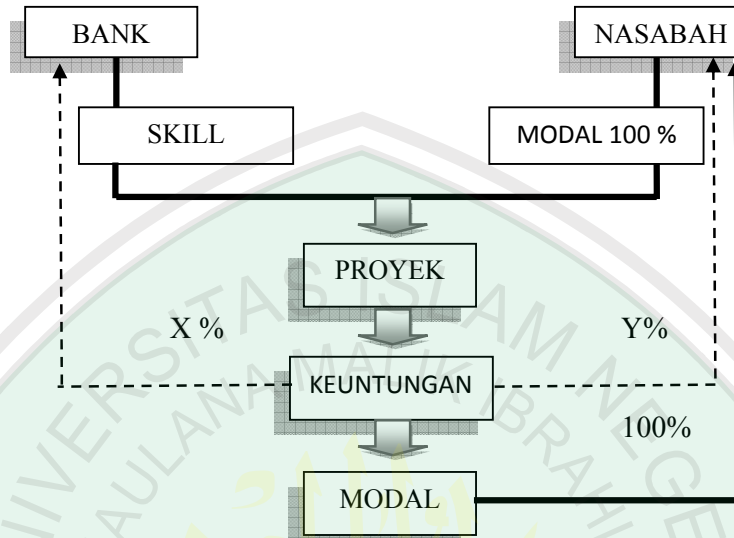 BANK
NASABAH
SKILL
MODAL 100 %
PROYEK
X %
Y%
KEUNTUNGAN
100%
MODAL